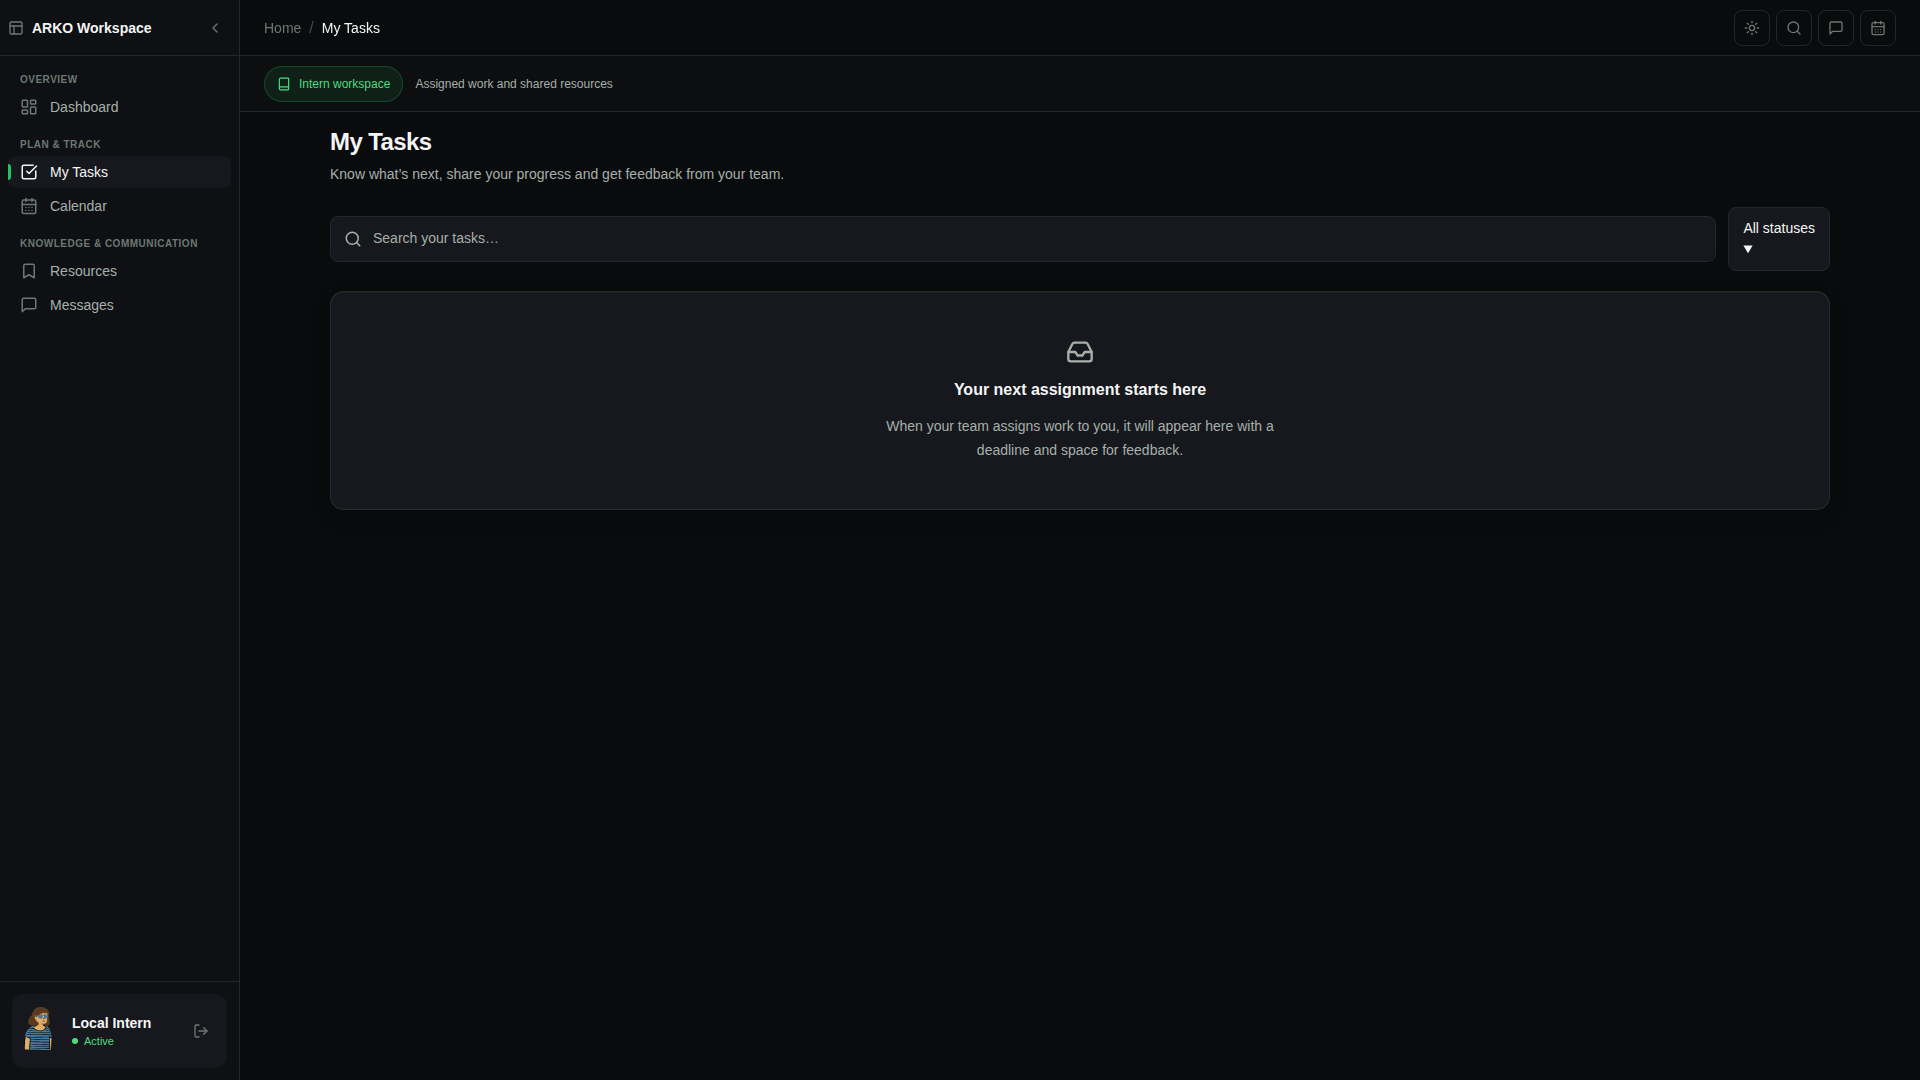 ARKO Workspace
OVERVIEW
Dashboard
PLAN & TRACK
My Tasks
Calendar
KNOWLEDGE & COMMUNICATION
Resources
Messages
Local Intern
Active
Home / My Tasks
Intern workspace
Assigned work and shared resources
My Tasks
Know what's next, share your progress and get feedback from your team.
Search your tasks…
All statuses
▼
Your next assignment starts here
When your team assigns work to you, it will appear here with a
deadline and space for feedback.